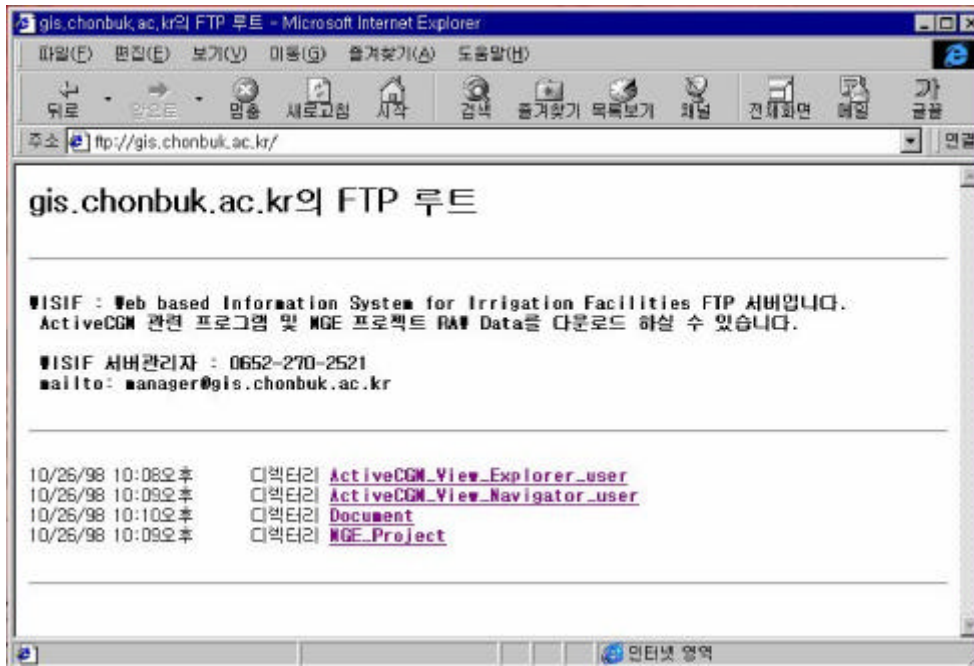 gis.chonbuk.ac.kr의 FTP 루트 - Microsoft Internet Explorer
파일(F) 편집(E) 보기(V) 이동(G) 즐겨찾기(A) 도움말(H)
뒤로 앞으로 멈춤 새로고침 시작 검색 즐겨찾기 목록보기 채널 전체화면 메일 글꼴
주소 ftp://gis.chonbuk.ac.kr/ 연결
gis.chonbuk.ac.kr의 FTP 루트
WISIF : Web based Information System for Irrigation Facilities FTP 서버입니다.
ActiveCGM 관련 프로그램 및 MGE 프로젝트 RAW Data를 다운로드 하실 수 있습니다.
WISIF 서버관리자 : 0652-270-2521
mailto: manager@gis.chonbuk.ac.kr
10/26/98 10:08오후 디렉터리 ActiveCGM_View_Explorer_user
10/26/98 10:09오후 디렉터리 ActiveCGM_View_Navigator_user
10/26/98 10:10오후 디렉터리 Document
10/26/98 10:09오후 디렉터리 MGE_Project
인터넷 영역